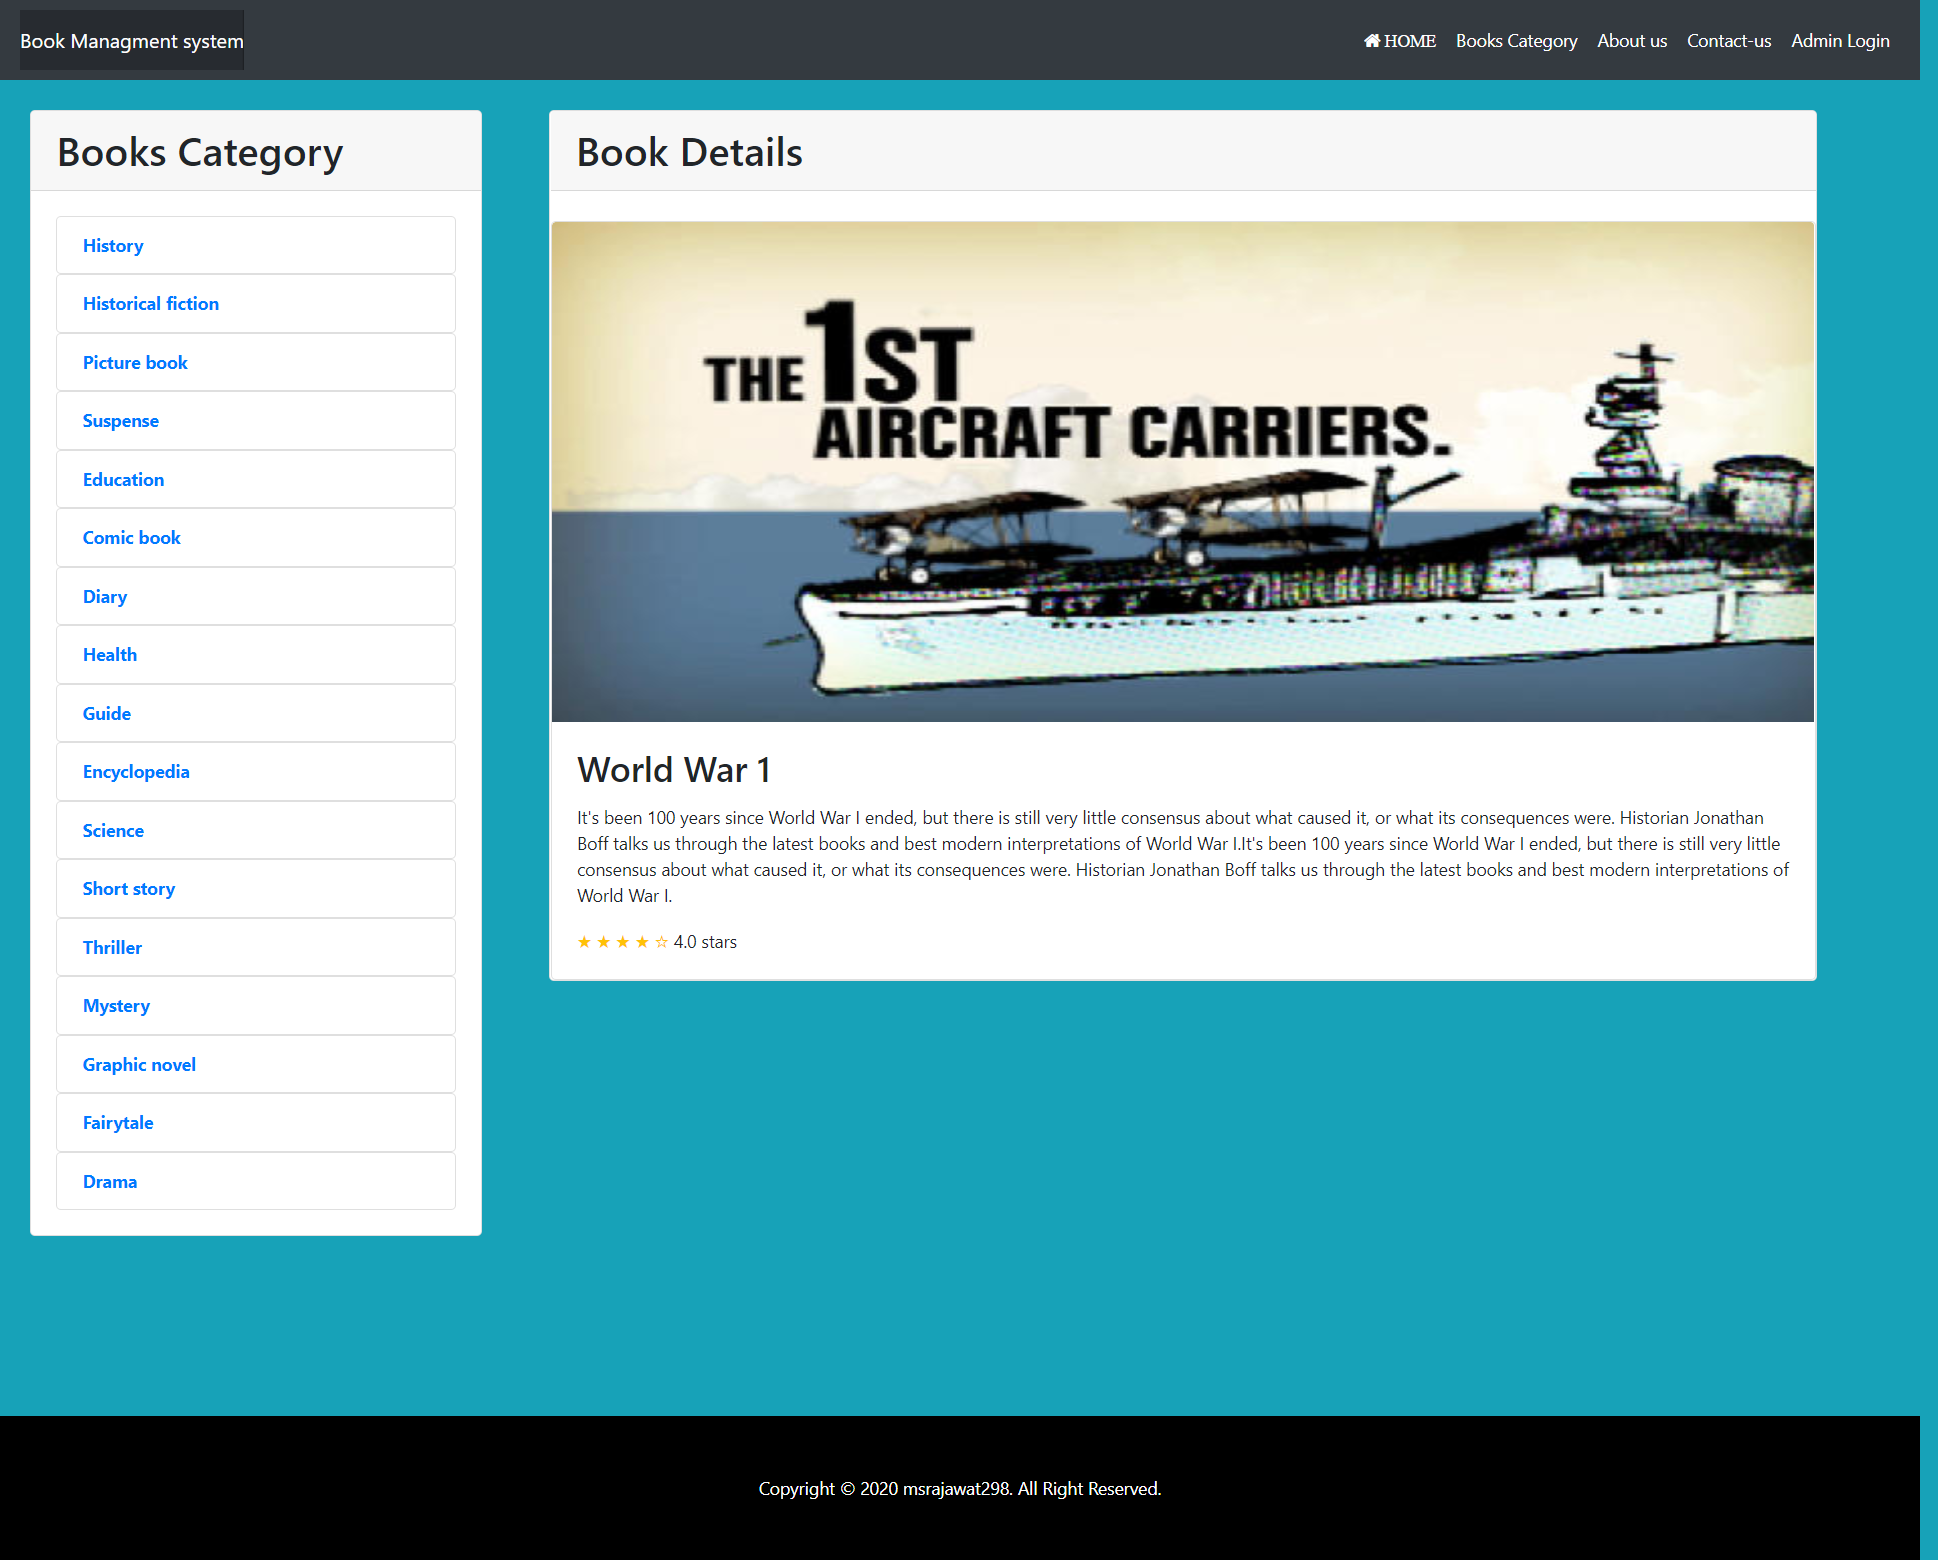 Book Managment system
HOME Books Category About us Contact-us Admin Login
Books Category
History
Historical fiction
Picture book
Suspense
Education
Comic book
Diary
Health
Guide
Encyclopedia
Science
Short story
Thriller
Mystery
Graphic novel
Fairytale
Drama
Book Details
THE 1ST
AIRCRAFT CARRIERS.
World War 1
It's been 100 years since World War I ended, but there is still very little consensus about what caused it, or what its consequences were. Historian Jonathan
Boff talks us through the latest books and best modern interpretations of World War I.It's been 100 years since World War I ended, but there is still very little
consensus about what caused it, or what its consequences were. Historian Jonathan Boff talks us through the latest books and best modern interpretations of
World War I.
★ ★ ★ ★ ☆ 4.0 stars
Copyright © 2020 msrajawat298. All Right Reserved.